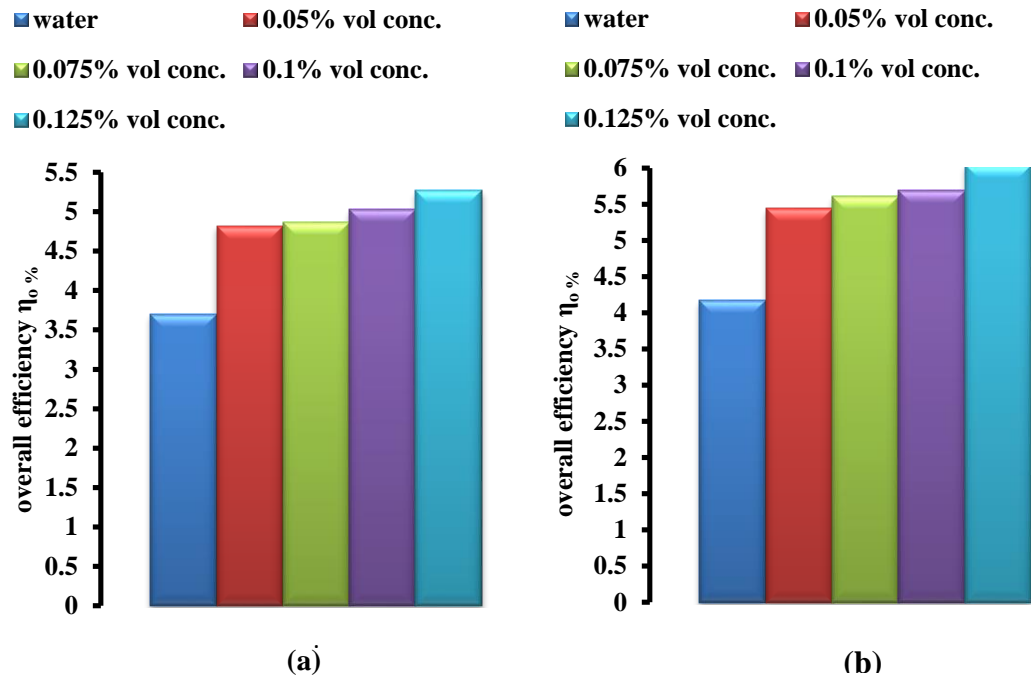 water
0.05% vol conc.
0.075% vol conc.
0.1% vol conc.
0.125% vol conc.
overall efficiency ηo %
5.5
5
4.5
4
3.5
3
2.5
2
1.5
1
0.5
0
(a)
water
0.05% vol conc.
0.075% vol conc.
0.1% vol conc.
0.125% vol conc.
overall efficiency ηo %
6
5.5
5
4.5
4
3.5
3
2.5
2
1.5
1
0.5
0
(b)